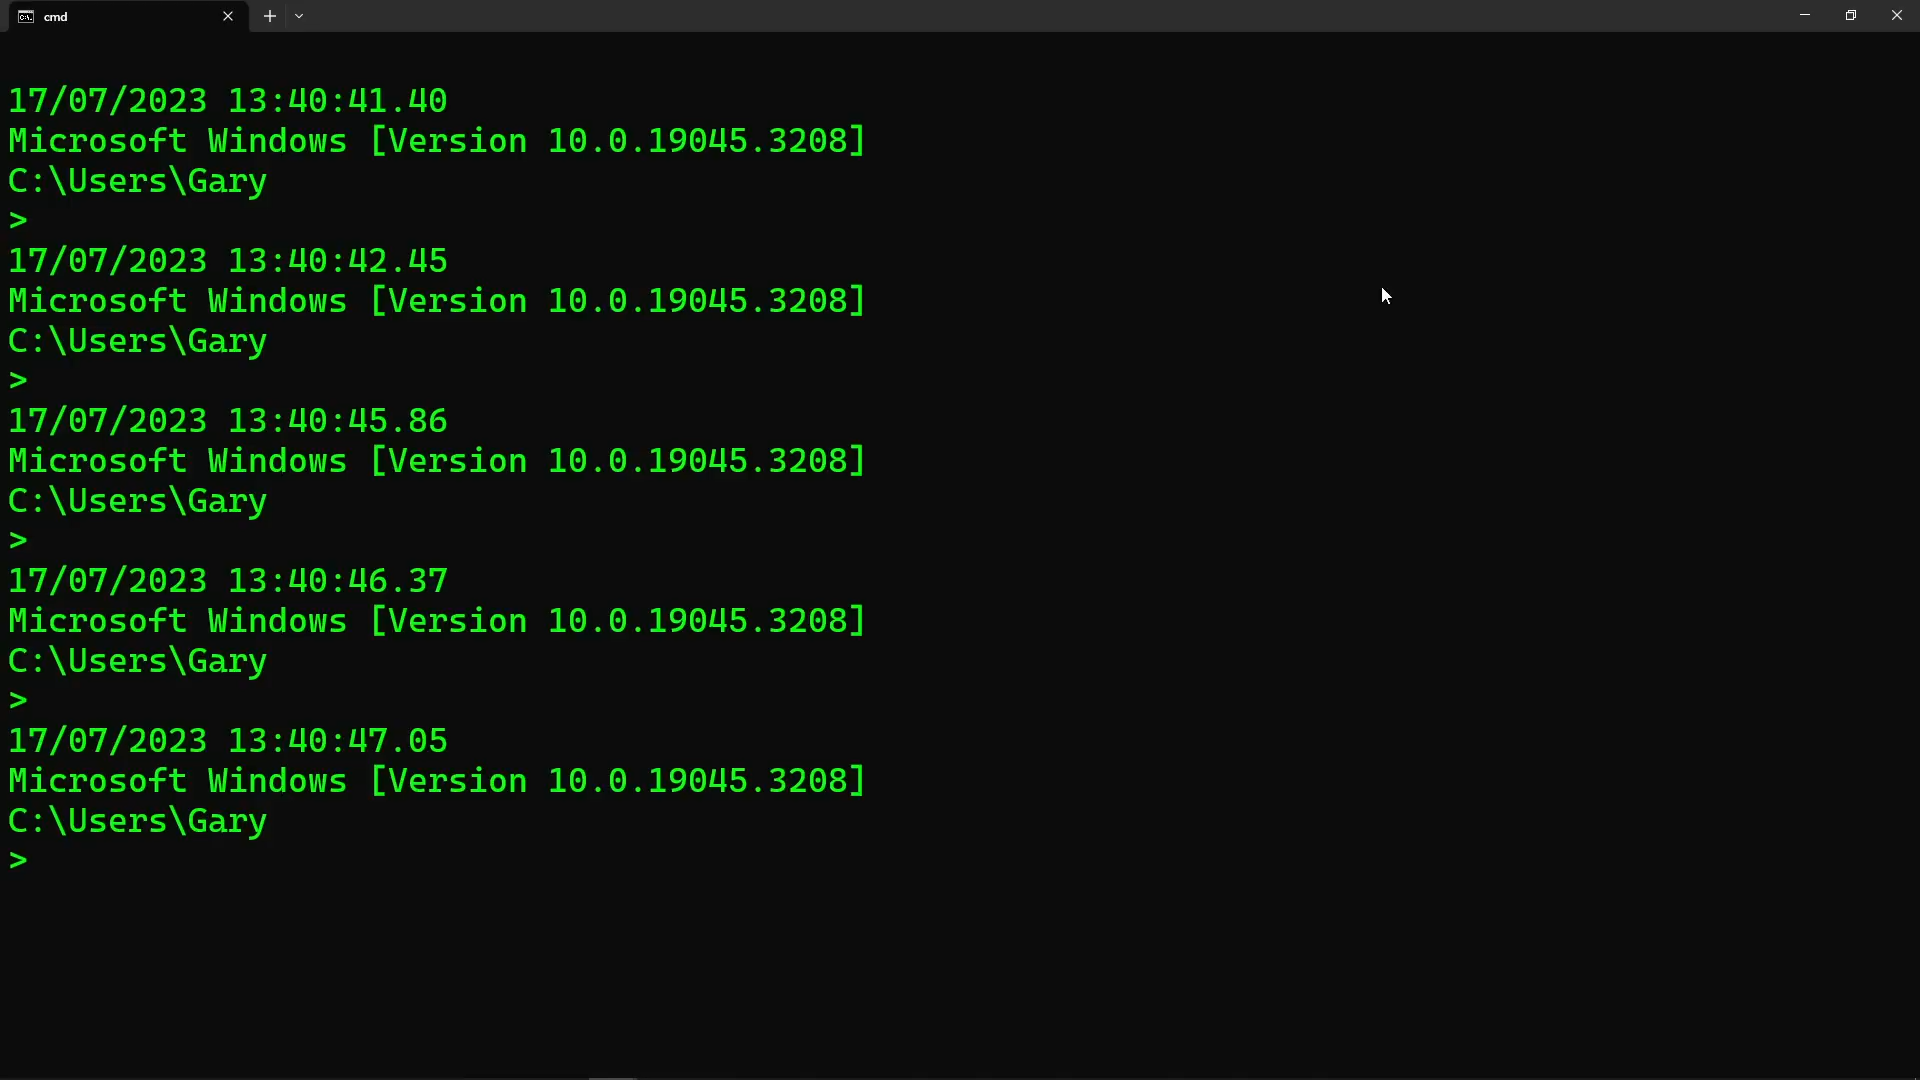 cmd
17/07/2023 13:40:41.40
Microsoft Windows [Version 10.0.19045.3208]
C:\Users\Gary
>
17/07/2023 13:40:42.45
Microsoft Windows [Version 10.0.19045.3208]
C:\Users\Gary
>
17/07/2023 13:40:45.86
Microsoft Windows [Version 10.0.19045.3208]
C:\Users\Gary
>
17/07/2023 13:40:46.37
Microsoft Windows [Version 10.0.19045.3208]
C:\Users\Gary
>
17/07/2023 13:40:47.05
Microsoft Windows [Version 10.0.19045.3208]
C:\Users\Gary
>